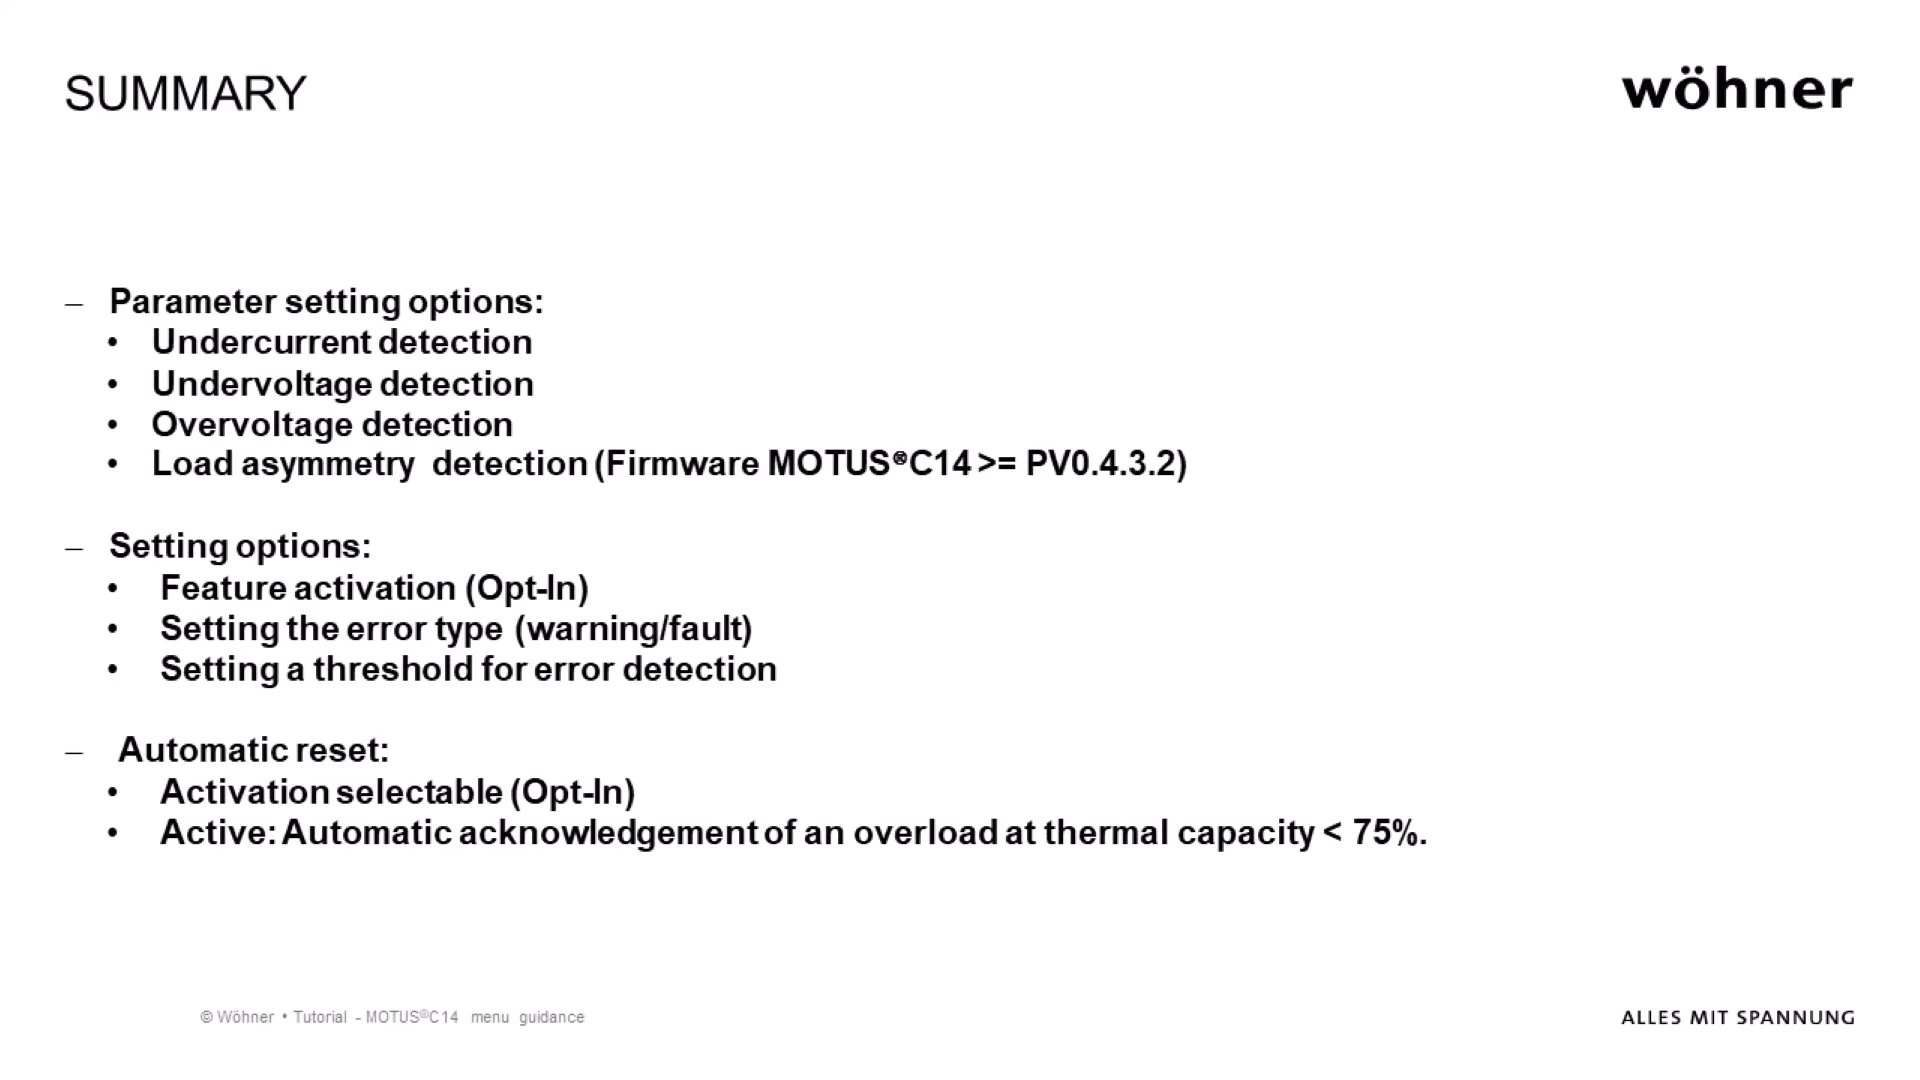 SUMMARY
wöhner
– Parameter setting options:
• Undercurrent detection
• Undervoltage detection
• Overvoltage detection
• Load asymmetry detection (Firmware MOTUS®C14 >= PV0.4.3.2)
– Setting options:
• Feature activation (Opt-In)
• Setting the error type (warning/fault)
• Setting a threshold for error detection
– Automatic reset:
• Activation selectable (Opt-In)
• Active: Automatic acknowledgement of an overload at thermal capacity < 75%.
© Wöhner • Tutorial - MOTUS®C14 menu guidance
ALLES MIT SPANNUNG